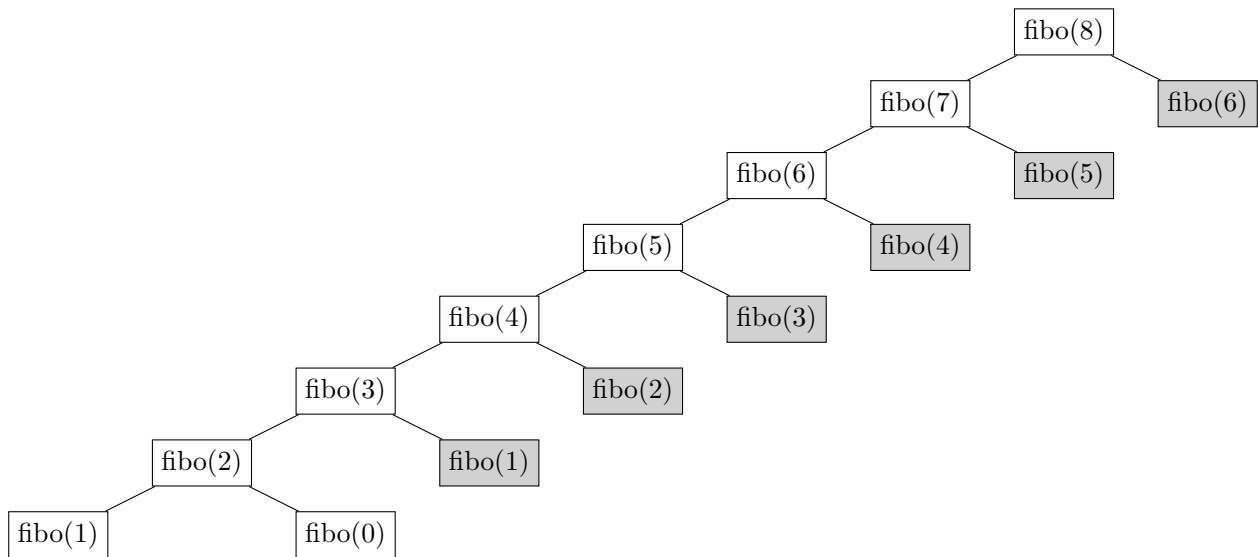 fibo(8)
fibo(7)
fibo(6)
fibo(6)
fibo(5)
fibo(5)
fibo(4)
fibo(4)
fibo(3)
fibo(3)
fibo(2)
fibo(2)
fibo(1)
fibo(1)
fibo(0)